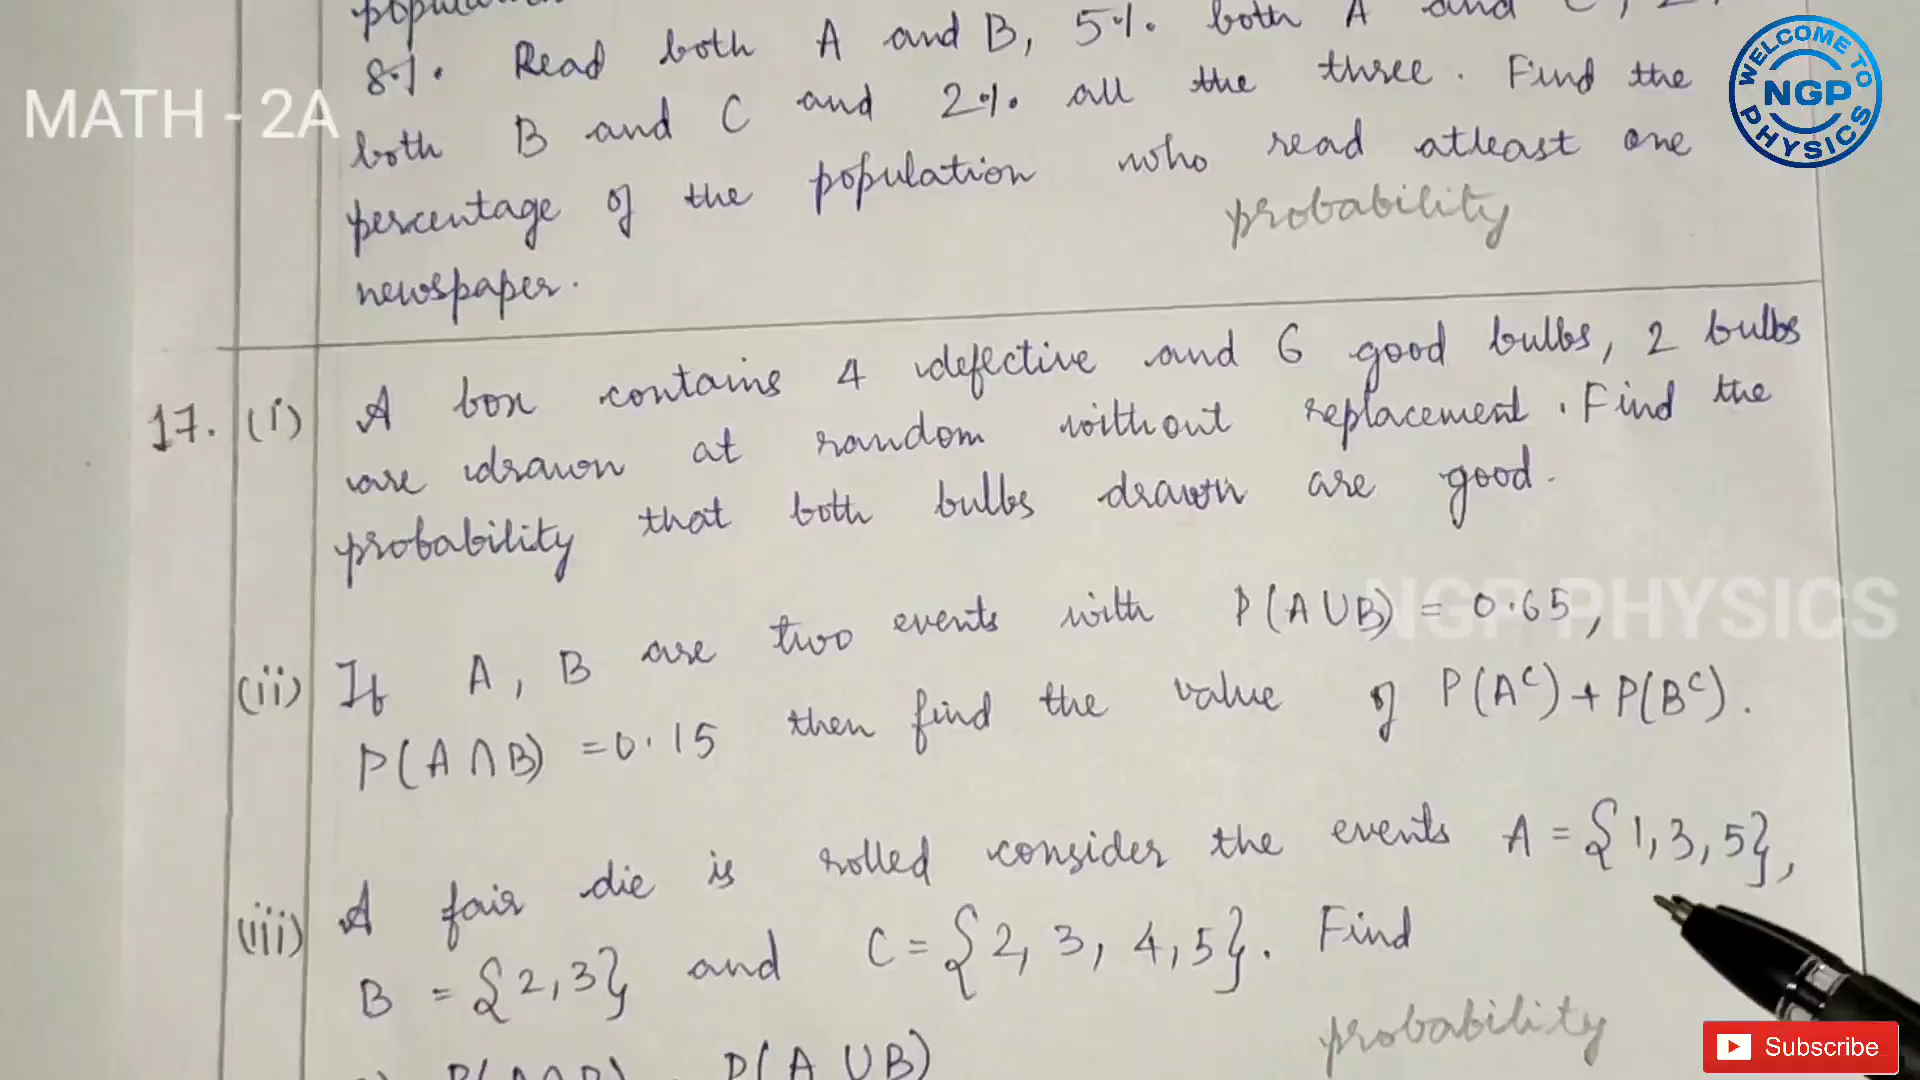 8%. Read both A and B, 5%. both A and C,
both B and C and 2%. all the three. Find the
percentage of the population who read atleast one
newspaper.
probability
17. (i) A box contains 4 defective and 6 good bulbs, 2 bulbs
are drawn at random without replacement. Find the
probability that both bulbs drawn are good.
(ii) If A, B are two events with P(A∪B) = 0.65,
P(A∩B) = 0.15 then find the value of P(Aᶜ) + P(Bᶜ).
(iii) A fair die is rolled consider the events A = {1, 3, 5},
B = {2, 3} and C = {2, 3, 4, 5}. Find
probability
P(A∩B), P(A∪B)
MATH - 2A
WELCOME TO
NGP
PHYSICS
NGP PHYSICS
Subscribe